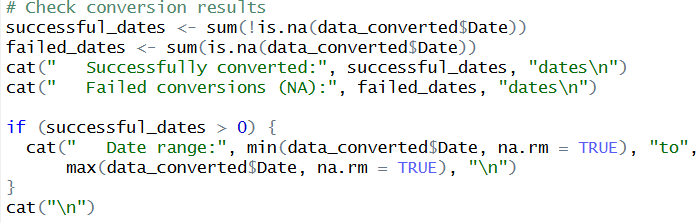 # Check conversion results
successful_dates <- sum(!is.na(data_converted$Date))
failed_dates <- sum(is.na(data_converted$Date))
cat("   Successfully converted:", successful_dates, "dates\n")
cat("   Failed conversions (NA):", failed_dates, "dates\n")

if (successful_dates > 0) {
  cat("   Date range:", min(data_converted$Date, na.rm = TRUE), "to",
      max(data_converted$Date, na.rm = TRUE), "\n")
}
cat("\n")